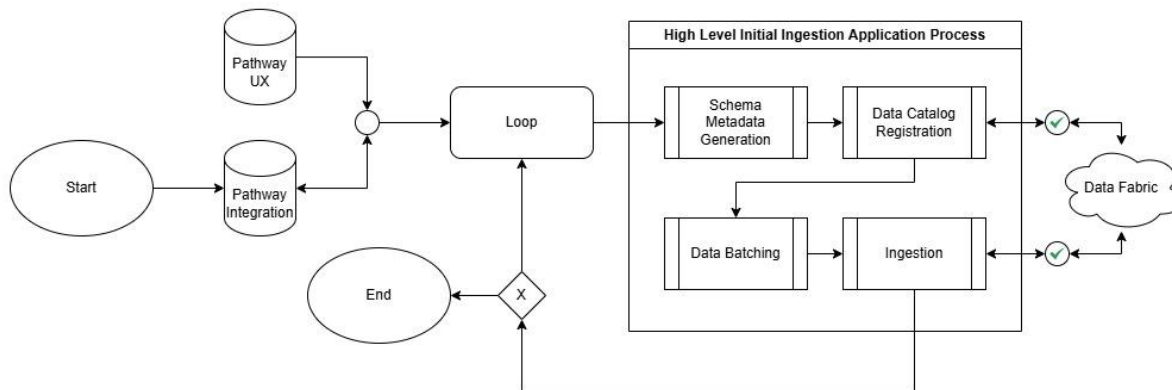 Pathway
UX
High Level Initial Ingestion Application Process
Loop
Schema
Metadata
Generation
Data Catalog
Registration
Start
Pathway
Integration
Data Fabric
Data Batching
Ingestion
End
X